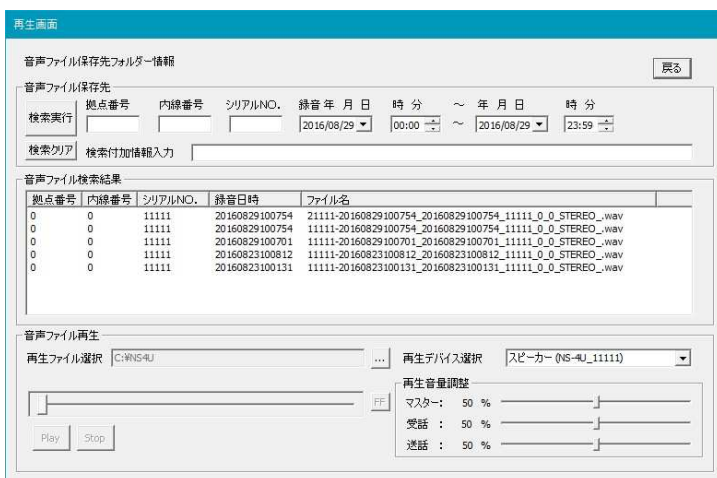 再生画面
音声ファイル保存先フォルダー情報
戻る
音声ファイル保存先
拠点番号 内線番号 シリアルNO. 録音 年 月 日 時 分 ～ 年 月 日 時 分
検索実行 2016/08/29 00:00 ～ 2016/08/29 23:59
検索クリア 検索付加情報入力
音声ファイル検索結果
拠点番号 内線番号 シリアルNO. 録音日時 ファイル名
0 0 11111 20160829100754 21111-20160829100754_20160829100754_11111_0_0_STEREO_.wav
0 0 11111 20160829100754 11111-20160829100754_20160829100754_11111_0_0_STEREO_.wav
0 0 11111 20160829100701 11111-20160829100701_20160829100701_11111_0_0_STEREO_.wav
0 0 11111 20160823100812 11111-20160823100812_20160823100812_11111_0_0_STEREO_.wav
0 0 11111 20160823100131 11111-20160823100131_20160823100131_11111_0_0_STEREO_.wav
音声ファイル再生
再生ファイル選択 C:¥NS4U ... 再生デバイス選択 スピーカー (NS-4U_11111)
再生音量調整
FF マスター： 50 %
受話 ： 50 %
Play Stop
送話 ： 50 %